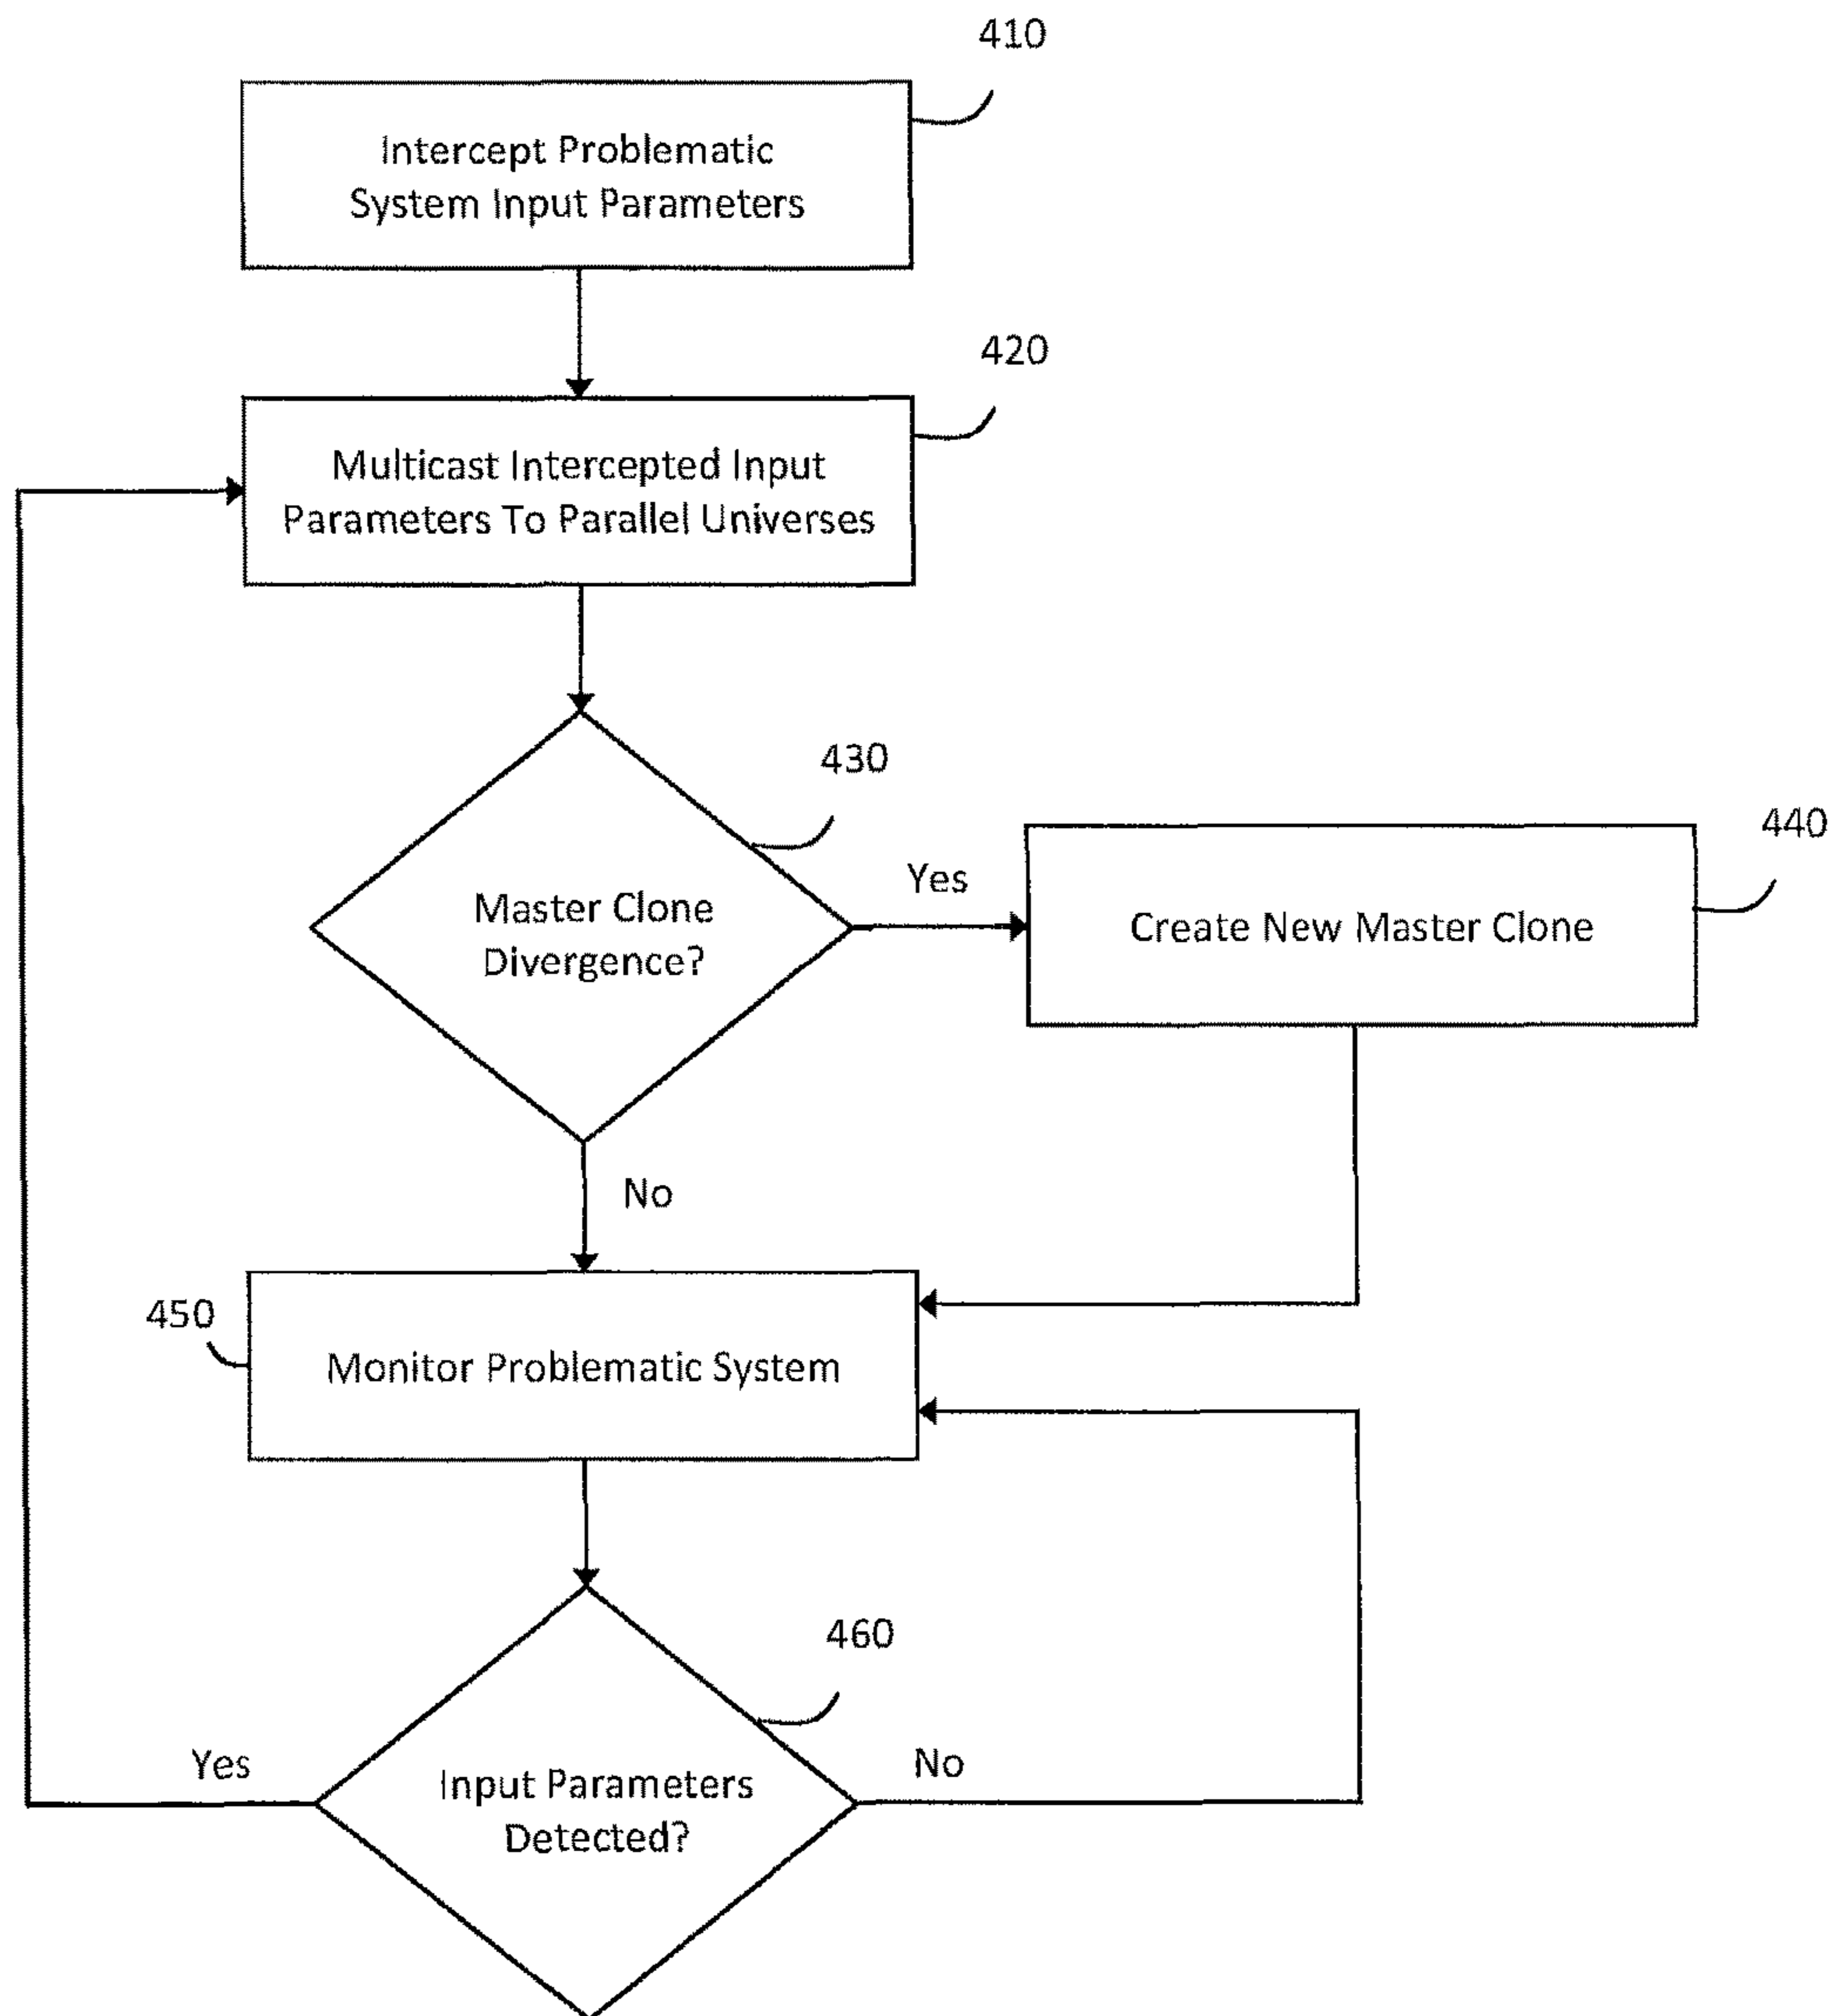 410
Intercept Problematic
System Input Parameters
420
Multicast Intercepted Input
Parameters To Parallel Universes
430
Master Clone
Divergence?
Yes
440
Create New Master Clone
No
450
Monitor Problematic System
460
Input Parameters
Detected?
Yes
No